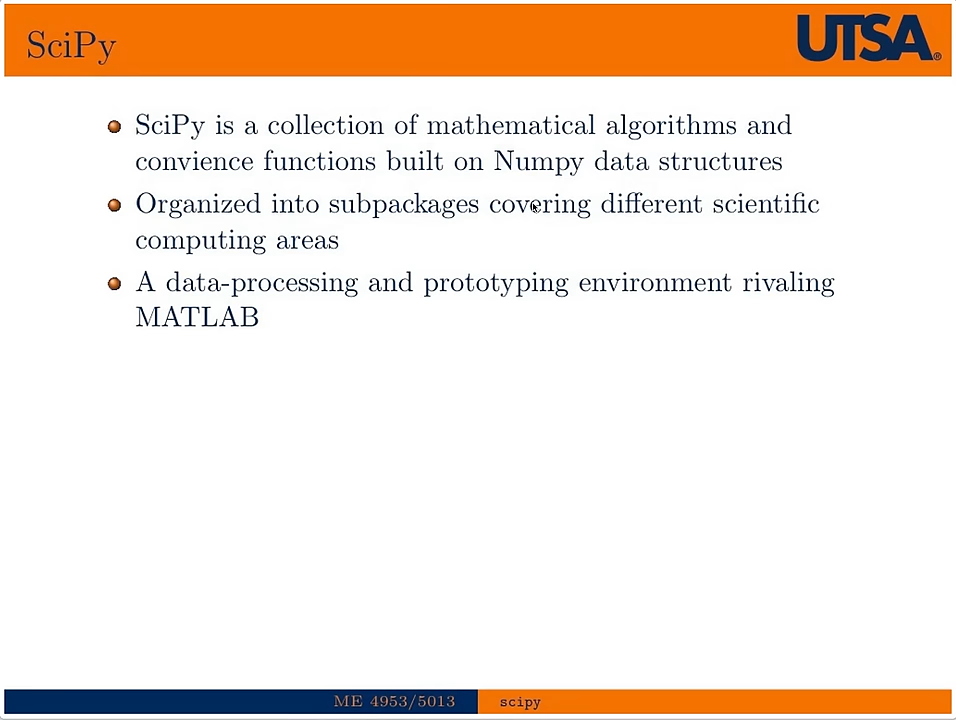 SciPy
UTSA®
SciPy is a collection of mathematical algorithms and
convience functions built on Numpy data structures
Organized into subpackages covering different scientific
computing areas
A data-processing and prototyping environment rivaling
MATLAB
ME 4953/5013
scipy